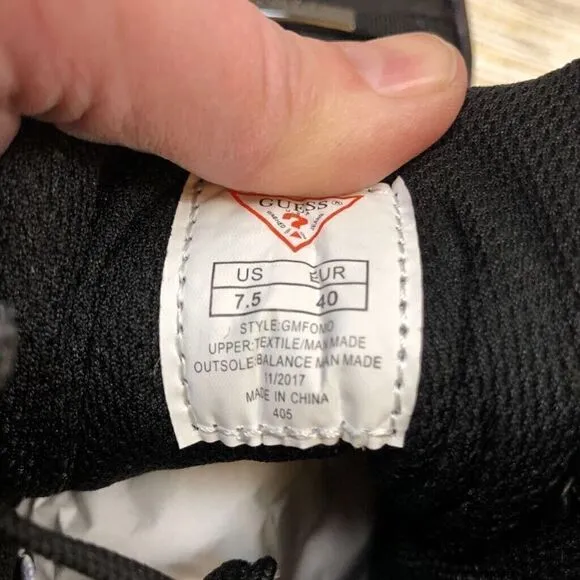 GUESS ®
?
US EUR
7.5 40
STYLE:GMFONDO
UPPER:TEXTILE/MAN MADE
OUTSOLE:BALANCE MAN MADE
11/2017
MADE IN CHINA
405